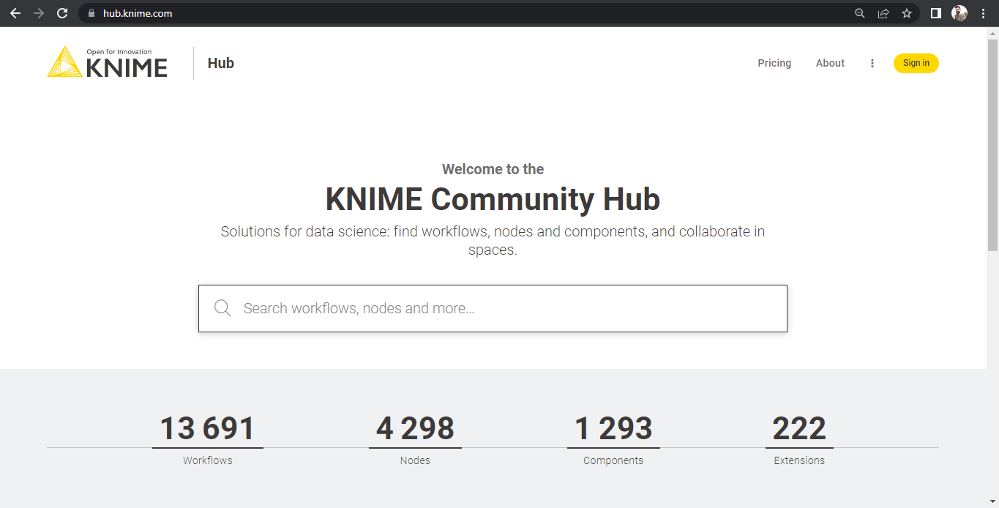 hub.knime.com
Open for Innovation
KNIME
Hub
Pricing
About
Sign in
Welcome to the
KNIME Community Hub
Solutions for data science: find workflows, nodes and components, and collaborate in
spaces.
Search workflows, nodes and more...
13 691
Workflows
4 298
Nodes
1 293
Components
222
Extensions